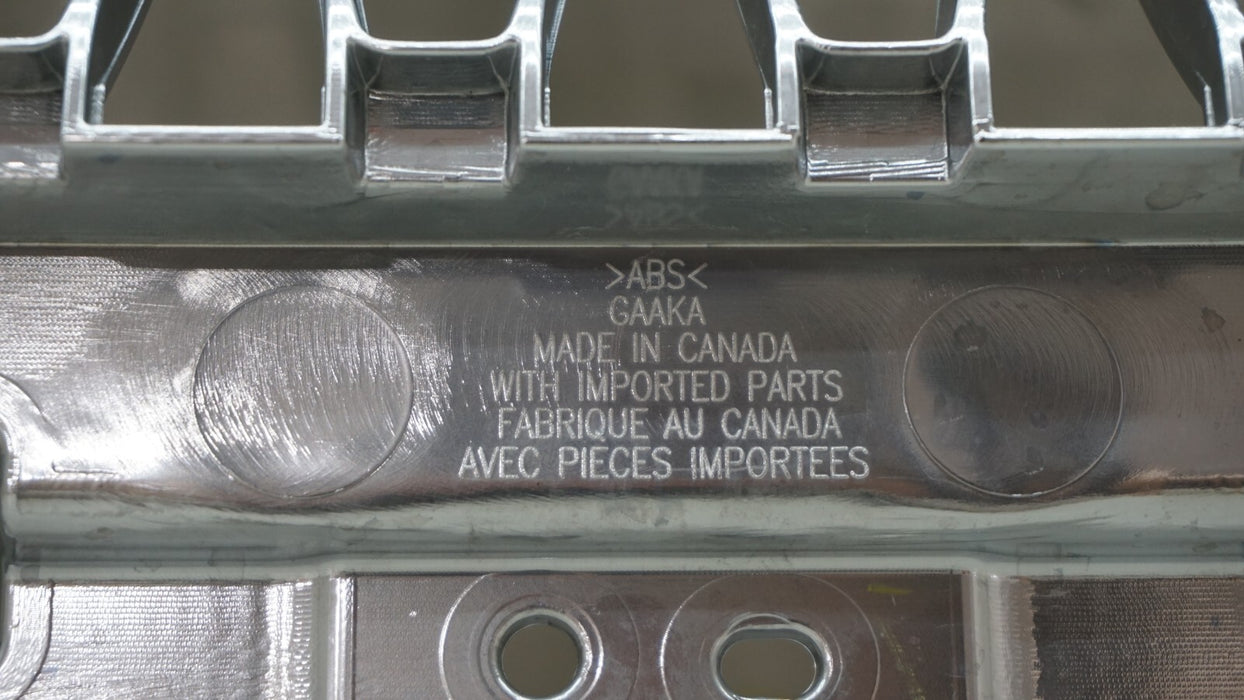 >ABS<
GAAKA
MADE IN CANADA
WITH IMPORTED PARTS
FABRIQUE AU CANADA
AVEC PIECES IMPORTEES